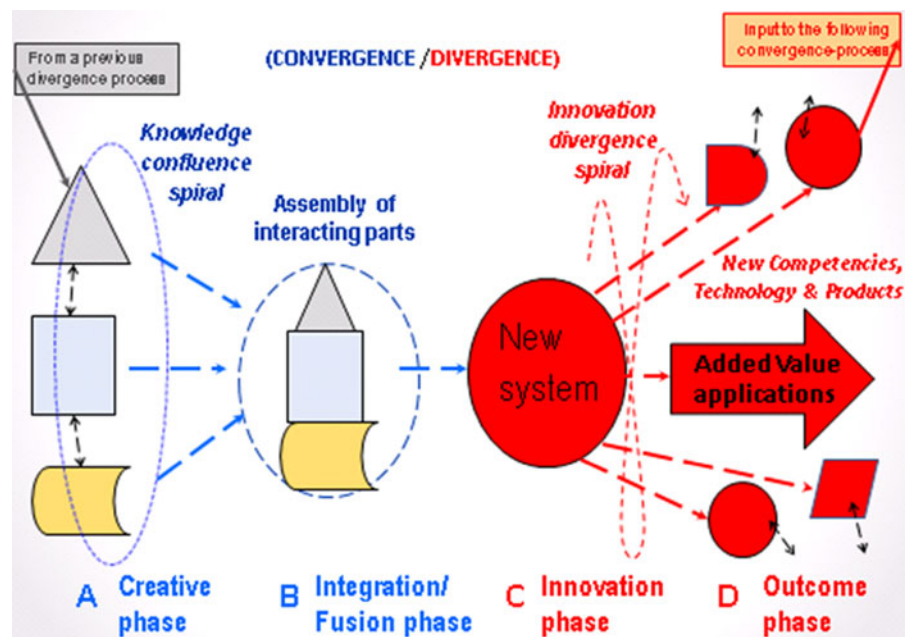 From a previous
divergence process
(CONVERGENCE /DIVERGENCE)
Input to the following
convergence-process
Knowledge
confluence
spiral
Innovation
divergence
spiral
Assembly of
interacting parts
New Competencies,
Technology & Products
New
system
Added Value
applications
A Creative
phase
B Integration/
Fusion phase
C Innovation
phase
D Outcome
phase